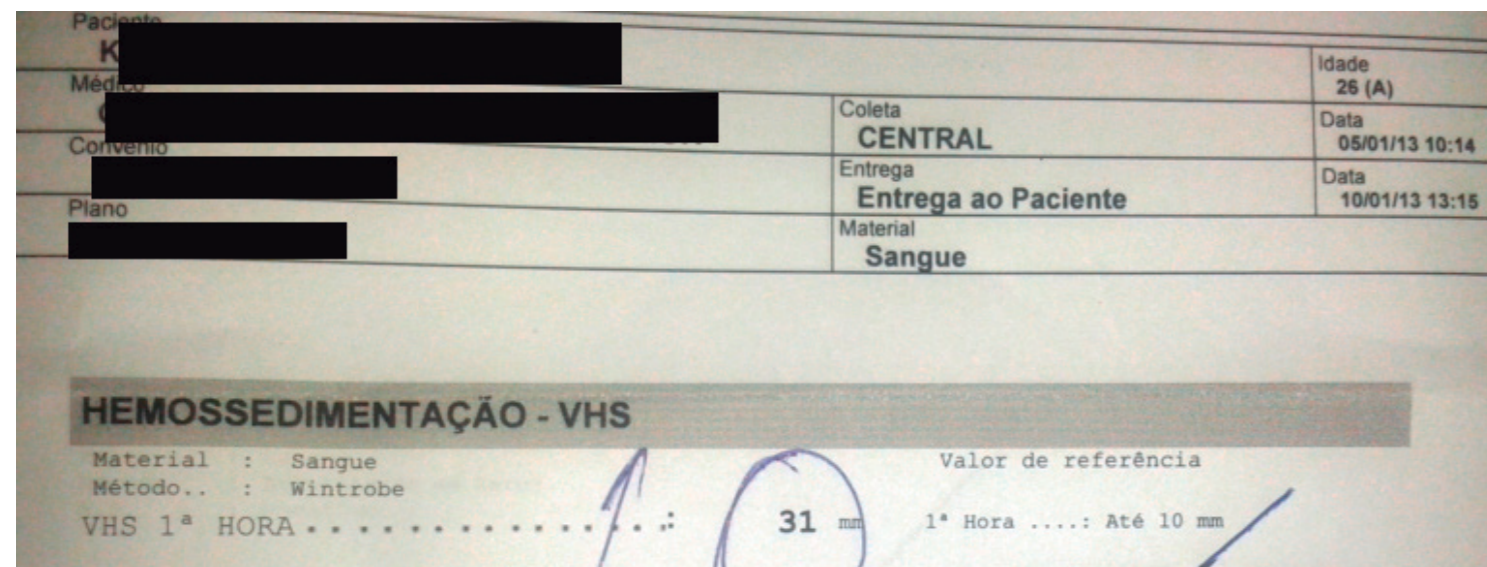 Paciente
K
Idade
26 (A)
Médico
Coleta
CENTRAL
Data
05/01/13 10:14
Convênio
Entrega
Entrega ao Paciente
Data
10/01/13 13:15
Plano
Material
Sangue
HEMOSSEDIMENTAÇÃO - VHS
Material : Sangue
Valor de referência
Método.. : Wintrobe
VHS 1ª HORA...............: 31 mm 1ª Hora ....: Até 10 mm